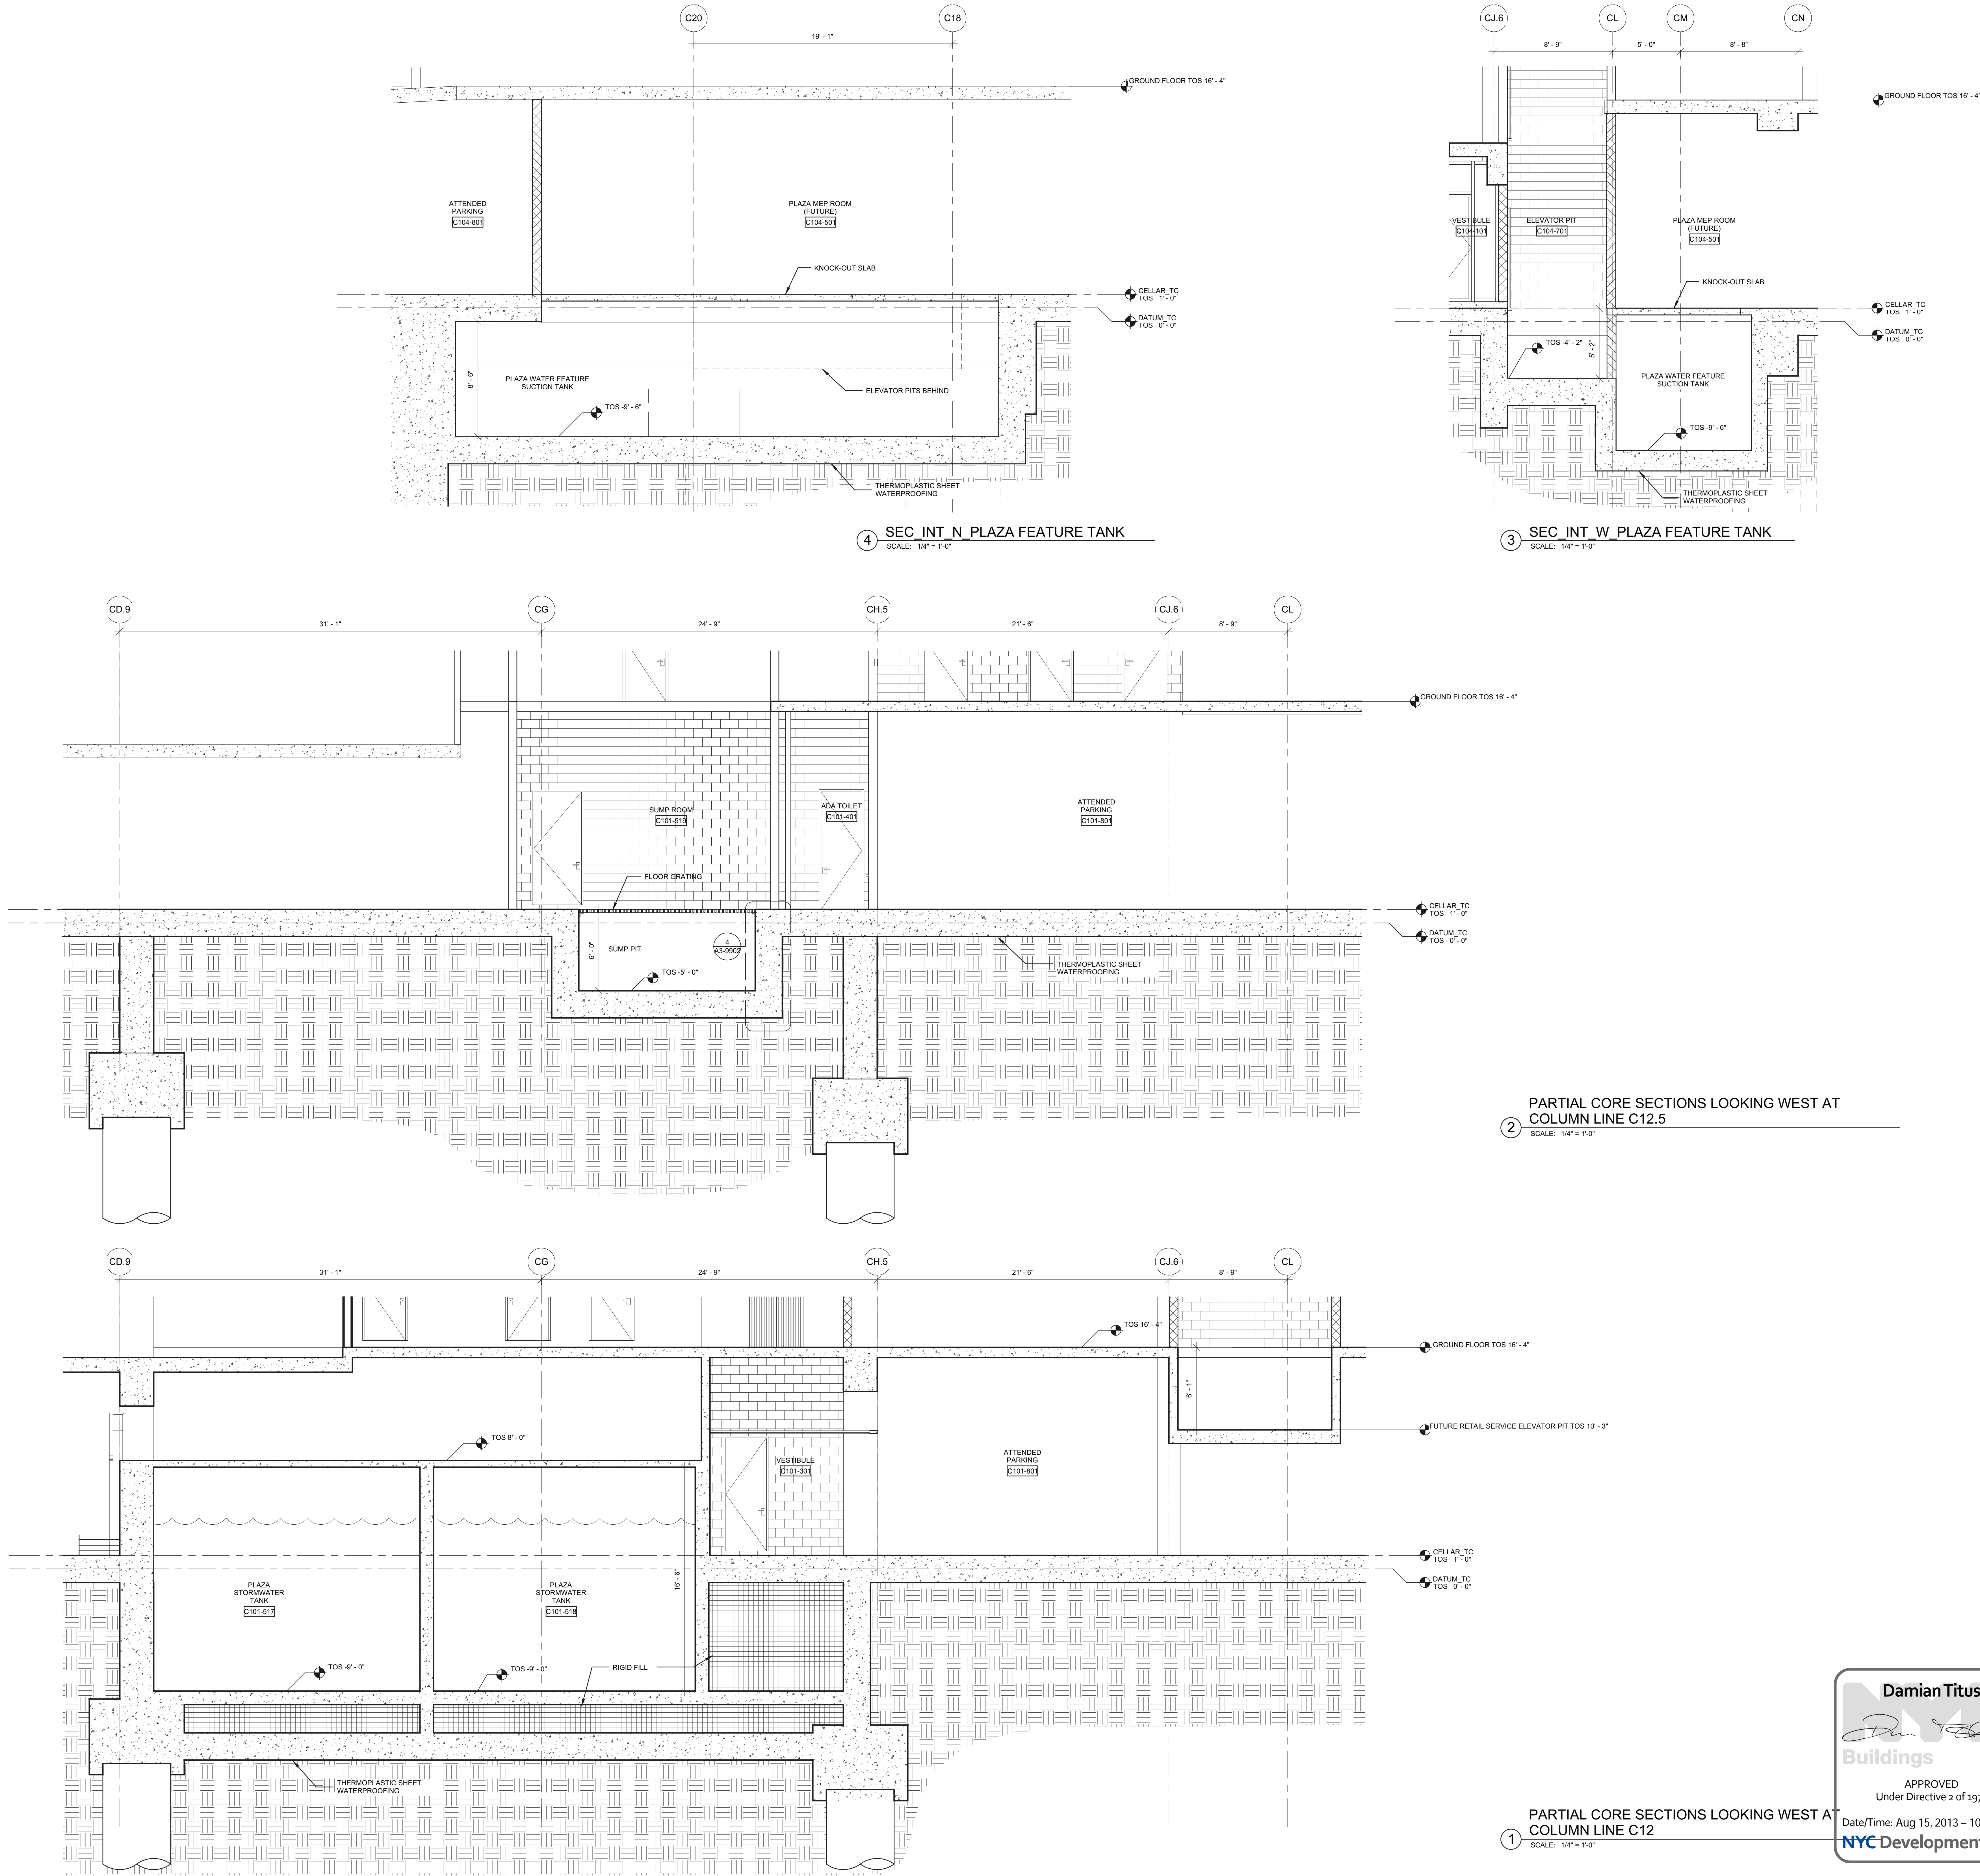 C20
C18
19' - 1"
GROUND FLOOR TOS 16' - 4"
ATTENDED
PARKING
C104-801
PLAZA MEP ROOM
(FUTURE)
C104-501
KNOCK-OUT SLAB
CELLAR_TC
TOS 1' - 0"
DATUM_TC
TOS 0' - 0"
8' - 6"
PLAZA WATER FEATURE
SUCTION TANK
ELEVATOR PITS BEHIND
TOS -9' - 6"
THERMOPLASTIC SHEET
WATERPROOFING
4
SEC_INT_N_PLAZA FEATURE TANK
SCALE: 1/4" = 1'-0"
CJ.6
CL
CM
CN
8' - 9"
5' - 0"
8' - 8"
GROUND FLOOR TOS 16' - 4"
VESTIBULE
C104-101
ELEVATOR PIT
C104-701
PLAZA MEP ROOM
(FUTURE)
C104-501
KNOCK-OUT SLAB
CELLAR_TC
TOS 1' - 0"
DATUM_TC
TOS 0' - 0"
TOS -4' - 2"
5' - 2"
PLAZA WATER FEATURE
SUCTION TANK
TOS -9' - 6"
THERMOPLASTIC SHEET
WATERPROOFING
3
SEC_INT_W_PLAZA FEATURE TANK
SCALE: 1/4" = 1'-0"
CD.9
CG
CH.5
CJ.6
CL
31' - 1"
24' - 9"
21' - 6"
8' - 9"
GROUND FLOOR TOS 16' - 4"
SUMP ROOM
C101-519
ADA TOILET
C101-401
ATTENDED
PARKING
C101-801
FLOOR GRATING
CELLAR_TC
TOS 1' - 0"
DATUM_TC
TOS 0' - 0"
6' - 0"
SUMP PIT
4
A3-9902
TOS -5' - 0"
THERMOPLASTIC SHEET
WATERPROOFING
2
PARTIAL CORE SECTIONS LOOKING WEST AT
COLUMN LINE C12.5
SCALE: 1/4" = 1'-0"
CD.9
CG
CH.5
CJ.6
CL
31' - 1"
24' - 9"
21' - 6"
8' - 9"
TOS 16' - 4"
GROUND FLOOR TOS 16' - 4"
6' - 1"
FUTURE RETAIL SERVICE ELEVATOR PIT TOS 10' - 3"
TOS 8' - 0"
VESTIBULE
C101-301
ATTENDED
PARKING
C101-801
CELLAR_TC
TOS 1' - 0"
DATUM_TC
TOS 0' - 0"
PLAZA
STORMWATER
TANK
C101-517
PLAZA
STORMWATER
TANK
C101-518
16' - 6"
TOS -9' - 0"
TOS -9' - 0"
RIGID FILL
THERMOPLASTIC SHEET
WATERPROOFING
1
PARTIAL CORE SECTIONS LOOKING WEST AT
COLUMN LINE C12
SCALE: 1/4" = 1'-0"
Damian Titus
Buildings
APPROVED
Under Directive 2 of 197
Date/Time: Aug 15, 2013 – 10
NYC Development